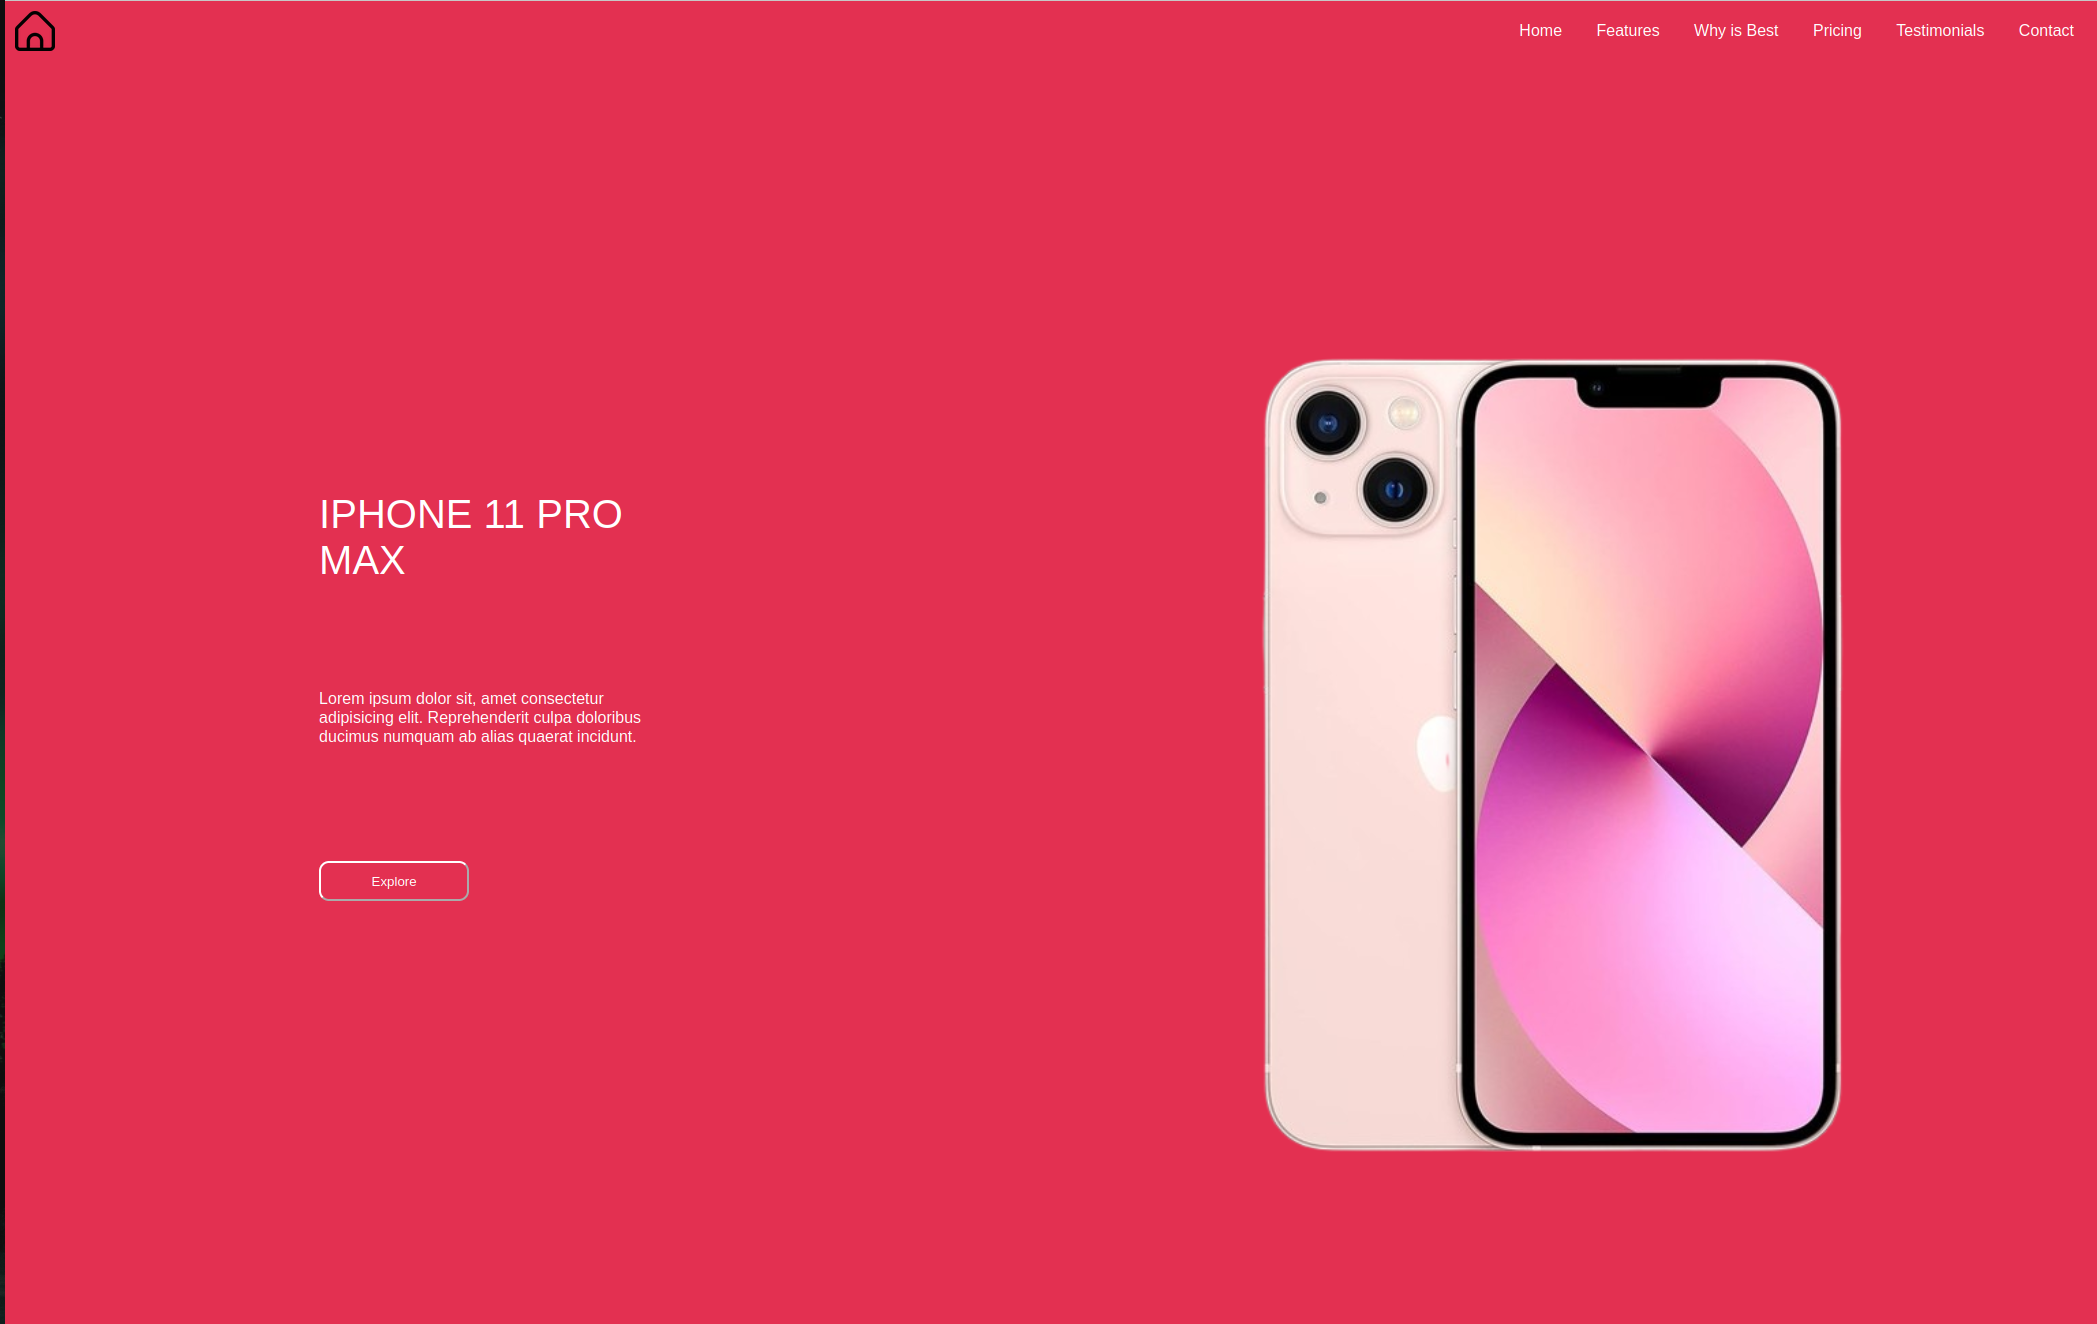 Home Features Why is Best Pricing Testimonials Contact
IPHONE 11 PRO
MAX
Lorem ipsum dolor sit, amet consectetur
adipisicing elit. Reprehenderit culpa doloribus
ducimus numquam ab alias quaerat incidunt.
Explore